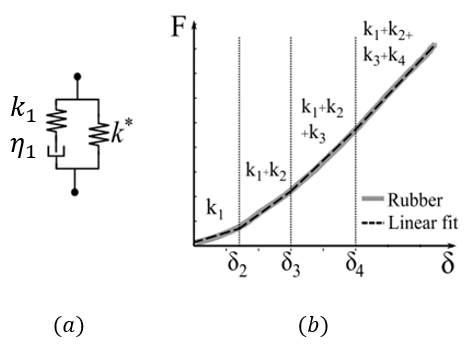 k₁
η₁
k*
F
k₁
k₁+k₂
k₁+k₂
+k₃
k₁+k₂+
k₃+k₄
Rubber
Linear fit
δ₂
δ₃
δ₄
δ
(a)
(b)